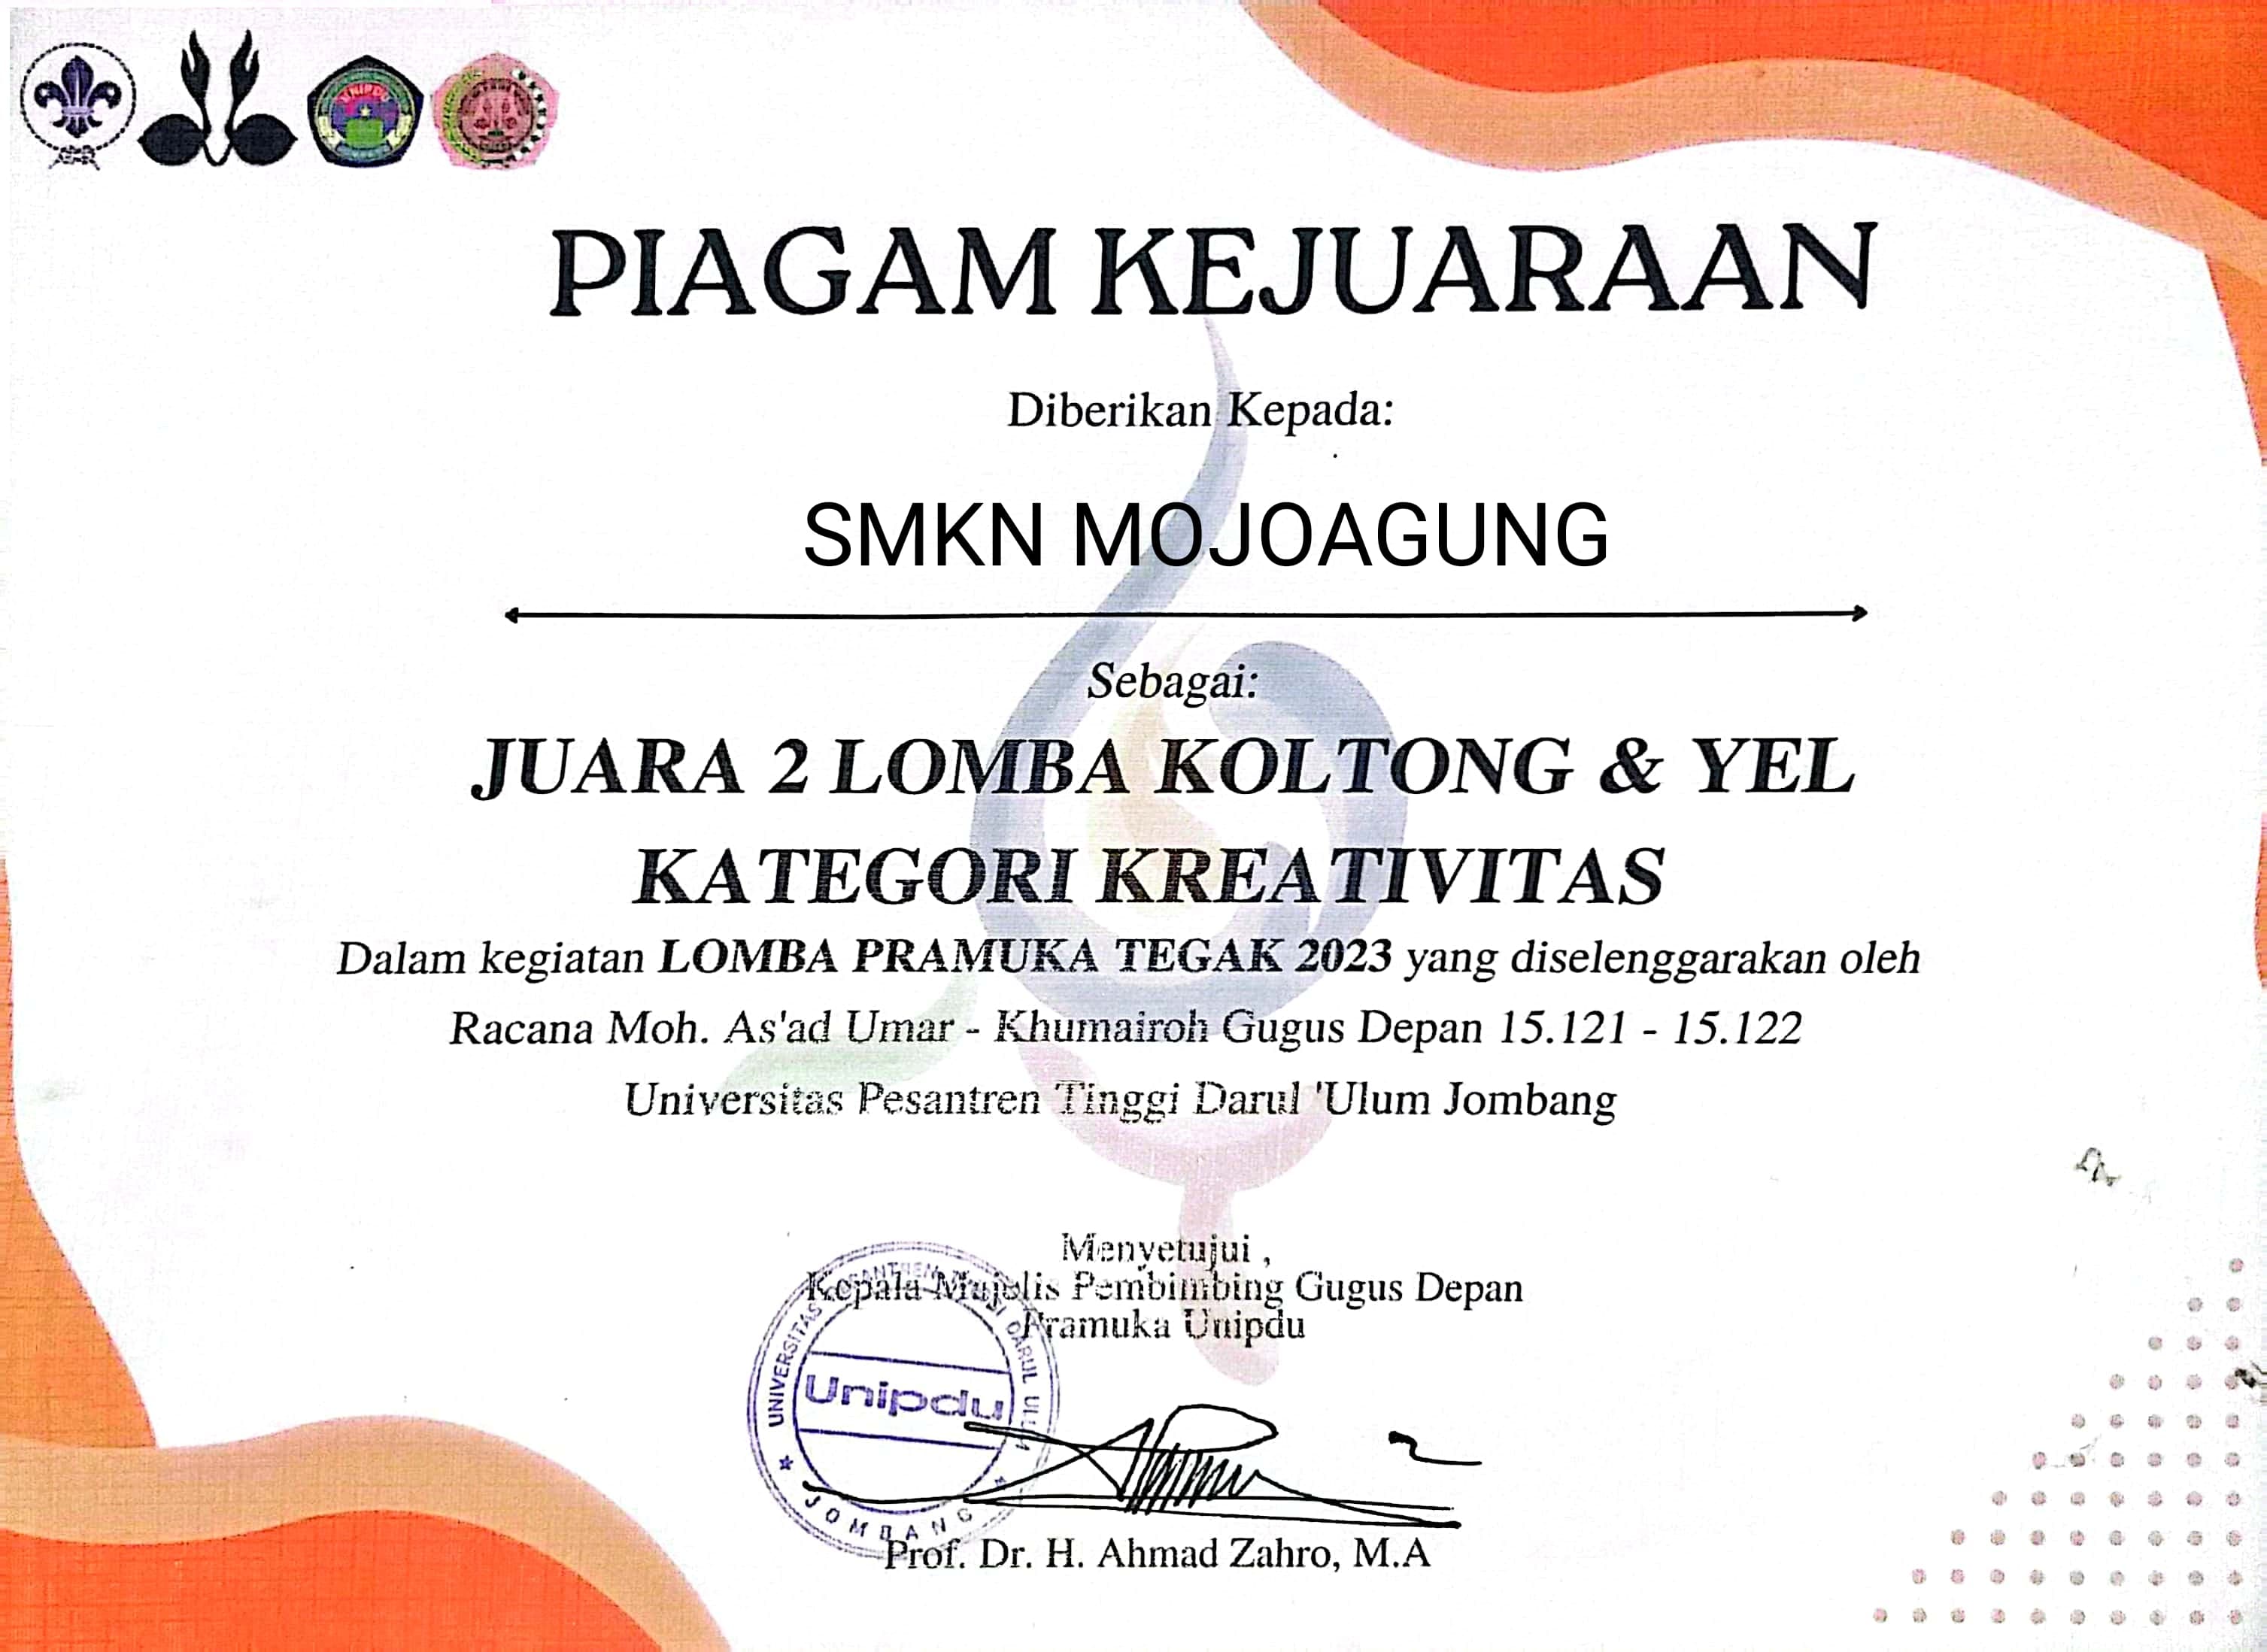 PIAGAM KEJUARAAN
Diberikan Kepada:
SMKN MOJOAGUNG
Sebagai:
JUARA 2 LOMBA KOLTONG & YEL
KATEGORI KREATIVITAS
Dalam kegiatan LOMBA PRAMUKA TEGAK 2023 yang diselenggarakan oleh
Racana Moh. As'ad Umar - Khumairoh Gugus Depan 15.121 - 15.122
Universitas Pesantren Tinggi Darul 'Ulum Jombang
Menyetujui ,
Kepala Majelis Pembimbing Gugus Depan
Pramuka Unipdu
UNIVERSITAS PESANTREN TINGGI DARUL ULUM
Unipdu
JOMBANG
Prof. Dr. H. Ahmad Zahro, M.A